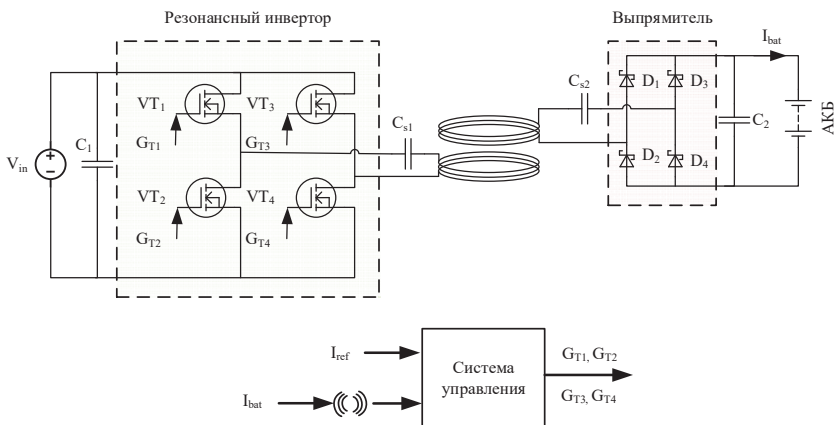 Резонансный инвертор
Выпрямитель
I_bat
VT_1
VT_3
C_s2
D_1
D_3
G_T1
G_T3
C_s1
C_1
C_2
АКБ
V_in
VT_2
VT_4
D_2
D_4
G_T2
G_T4
I_ref
Система
управления
G_T1, G_T2
I_bat
G_T3, G_T4